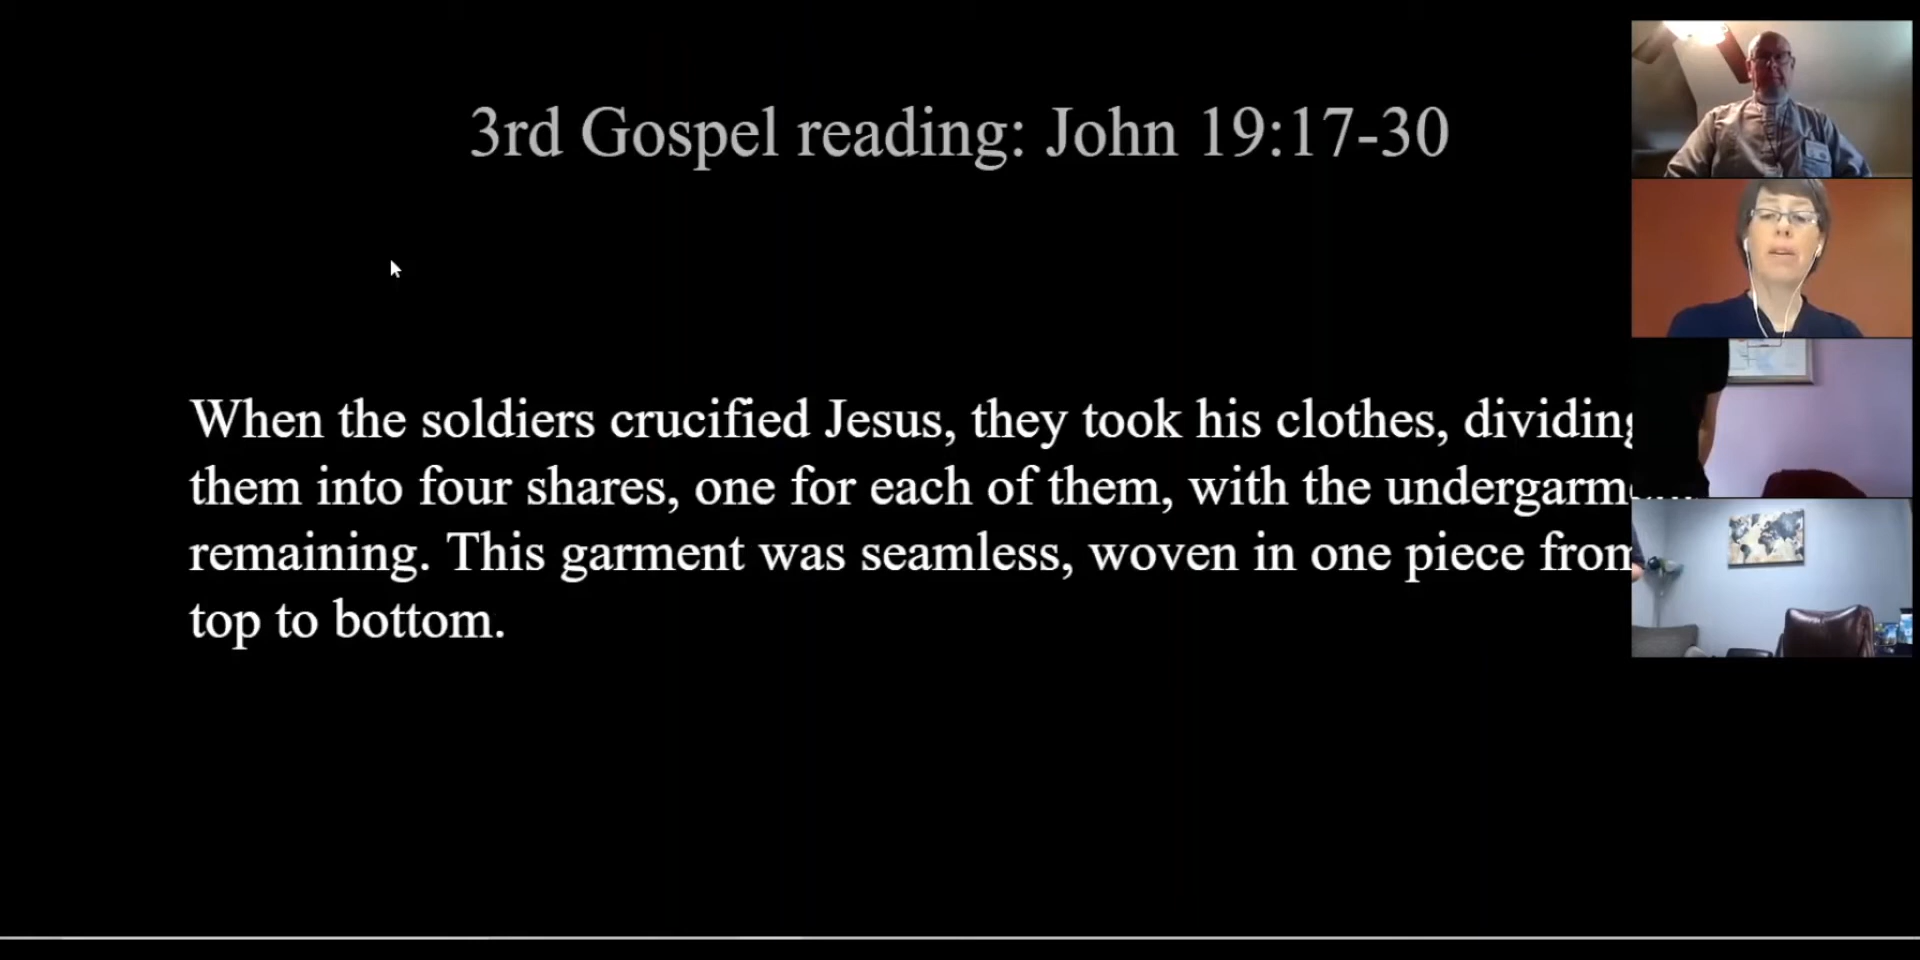 3rd Gospel reading: John 19:17-30
When the soldiers crucified Jesus, they took his clothes, dividing
them into four shares, one for each of them, with the
remaining. This garment was seamless, woven in one piece from
top to bottom.